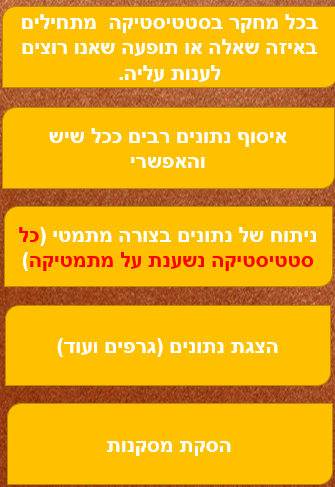 בכל מחקר בסטטיסטיקה  מתחילים
באיזה שאלה או תופעה שאנו רוצים
לענות עליה.
איסוף נתונים רבים ככל שיש
והאפשרי
ניתוח של נתונים בצורה מתמטי (כל
סטטיסטיקה נשענת על מתמטיקה)
הצגת נתונים (גרפים ועוד)
הסקת מסקנות